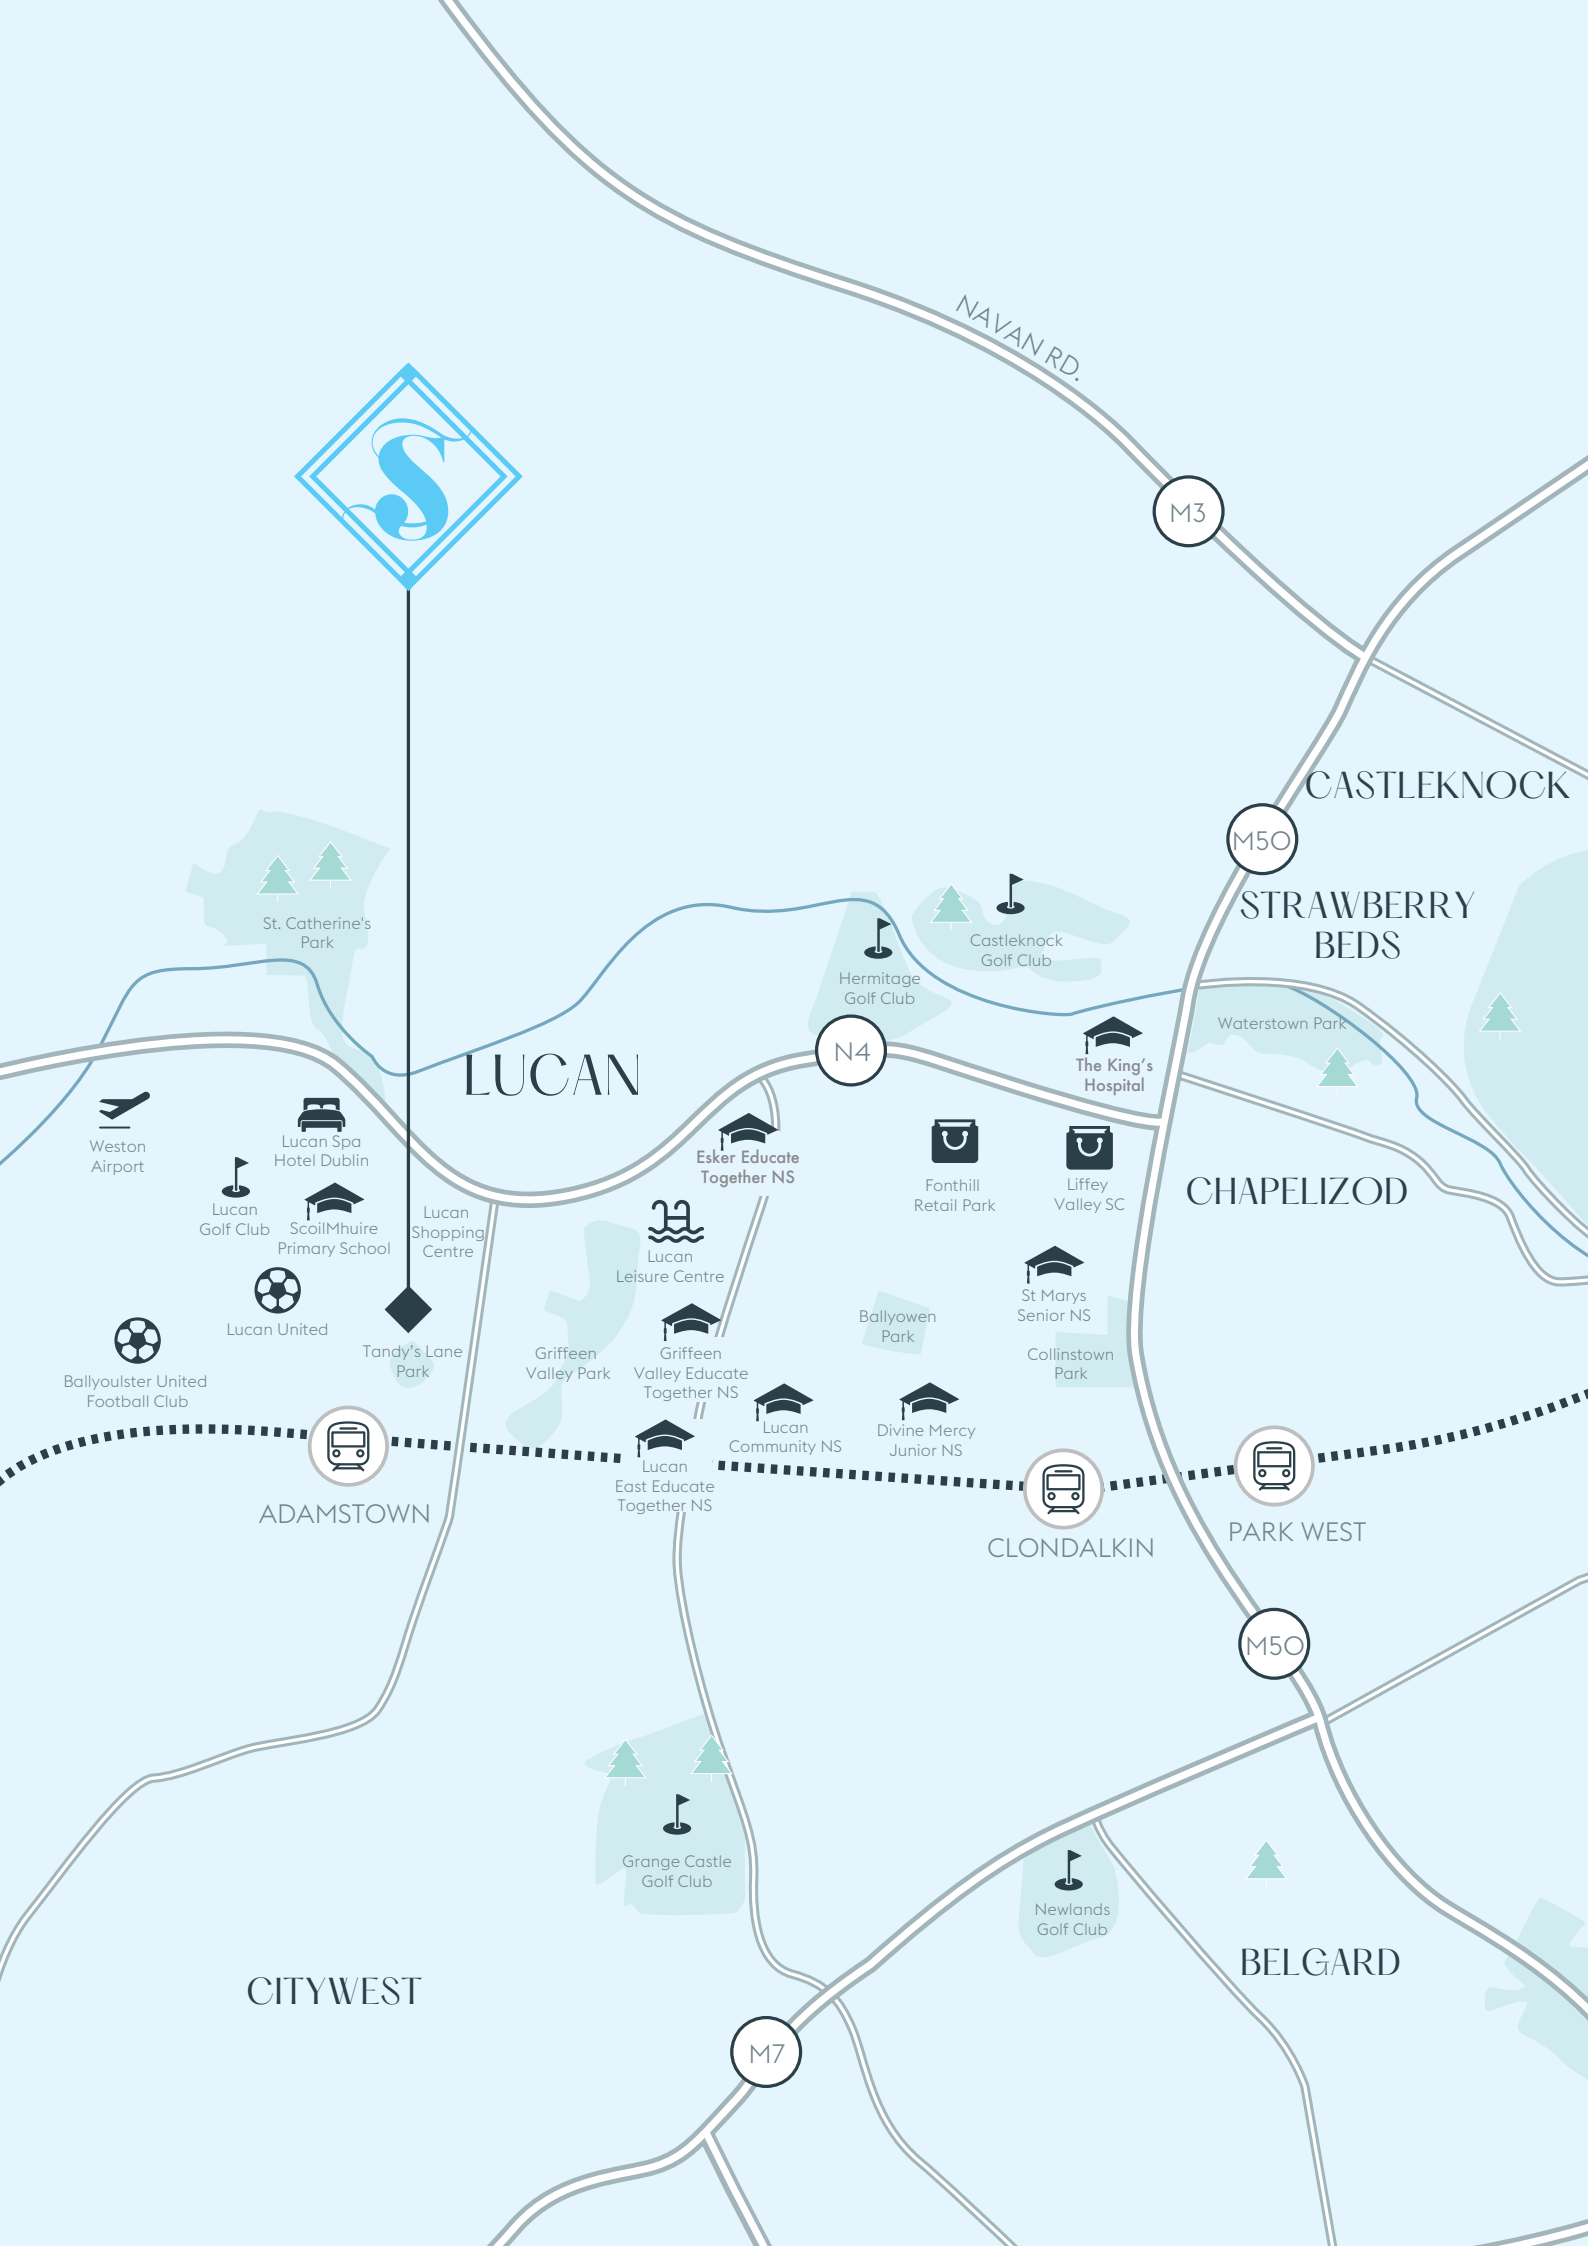 NAVAN RD.
S
M3
CASTLEKNOCK
M50
STRAWBERRY
BEDS
St. Catherine's
Park
Castleknock
Golf Club
Hermitage
Golf Club
Waterstown Park
N4
LUCAN
The King's
Hospital
Weston
Airport
Lucan Spa
Hotel Dublin
Esker Educate
Together NS
Fonthill
Retail Park
Liffey
Valley SC
CHAPELIZOD
Lucan
Golf Club
ScoilMhuire
Primary School
Lucan
Shopping
Centre
Lucan
Leisure Centre
St Marys
Senior NS
Lucan United
Ballyowen
Park
Tandy's Lane
Park
Griffeen
Valley Park
Griffeen
Valley Educate
Together NS
Collinstown
Park
Ballyoulster United
Football Club
Lucan
Community NS
Divine Mercy
Junior NS
Lucan
East Educate
Together NS
ADAMSTOWN
CLONDALKIN
PARK WEST
M50
Grange Castle
Golf Club
Newlands
Golf Club
BELGARD
CITYWEST
M7